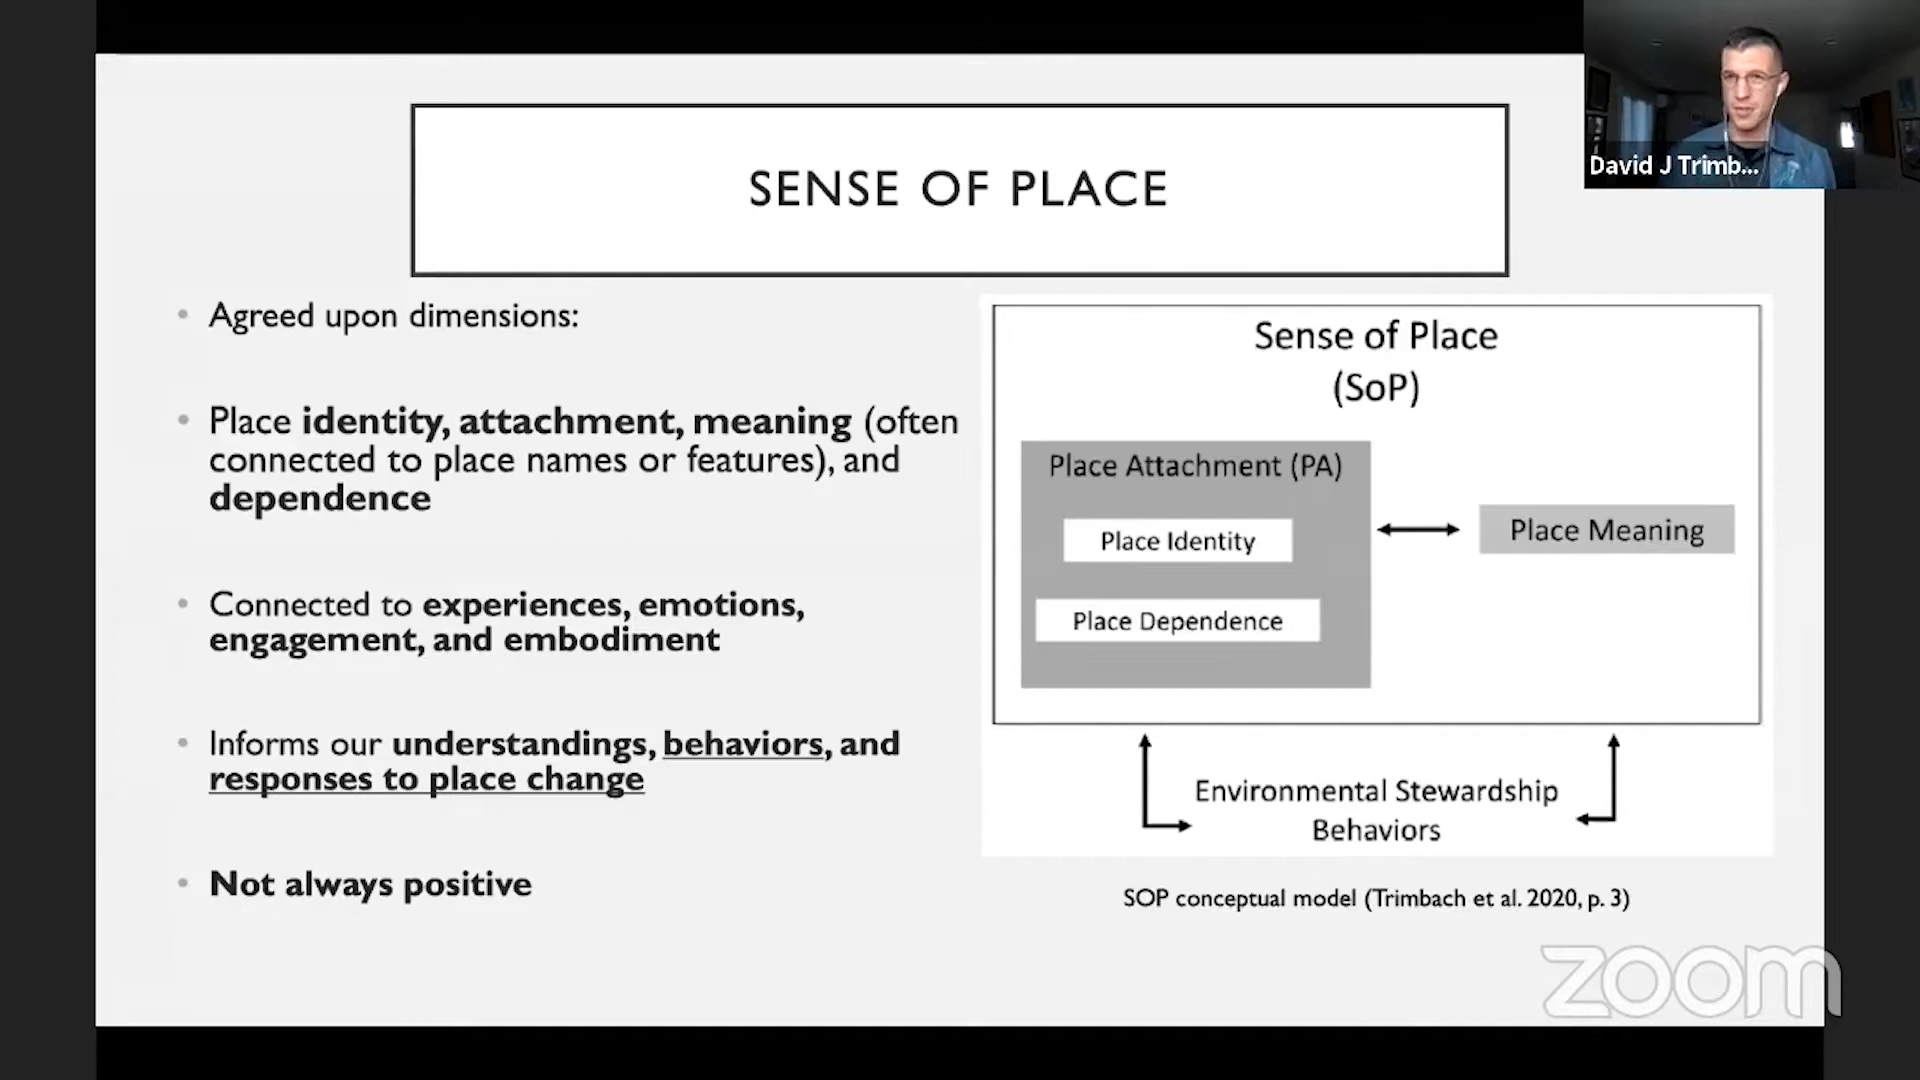 David J Trimb...
SENSE OF PLACE
• Agreed upon dimensions:
• Place identity, attachment, meaning (often
connected to place names or features), and
dependence
• Connected to experiences, emotions,
engagement, and embodiment
• Informs our understandings, behaviors, and
responses to place change
• Not always positive
Sense of Place
(SoP)
Place Attachment (PA)
Place Identity
Place Dependence
Place Meaning
Environmental Stewardship
Behaviors
SOP conceptual model (Trimbach et al. 2020, p. 3)
zoom